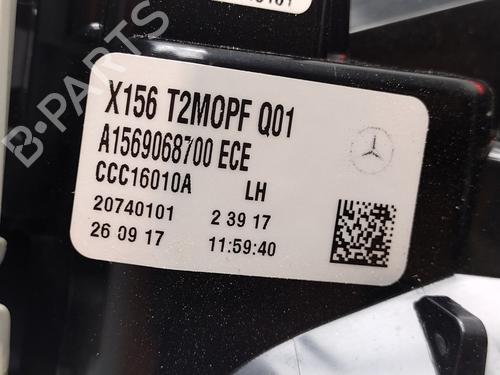 X156 T2MOPF Q01
A1569068700 ECE
CCC16010A LH
20740101 2 39 17
26 09 17 11:59:40
B-PARTS